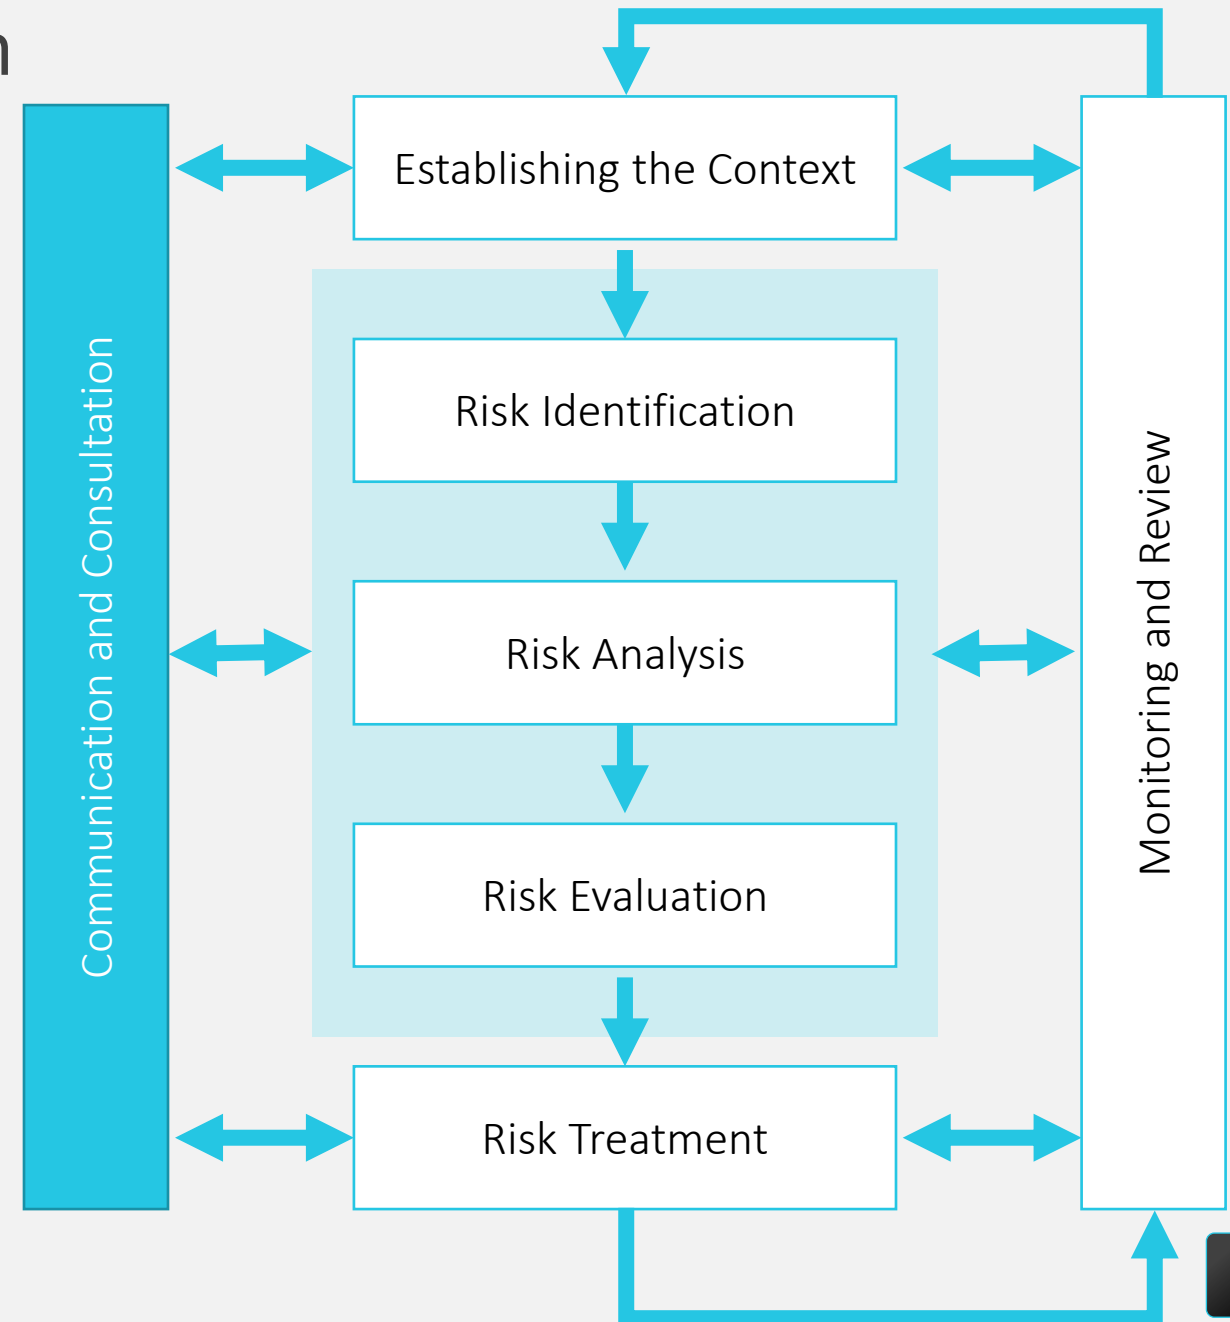 Establishing the Context
Communication and Consultation
Risk Identification
Risk Analysis
Risk Evaluation
Risk Treatment
Monitoring and Review